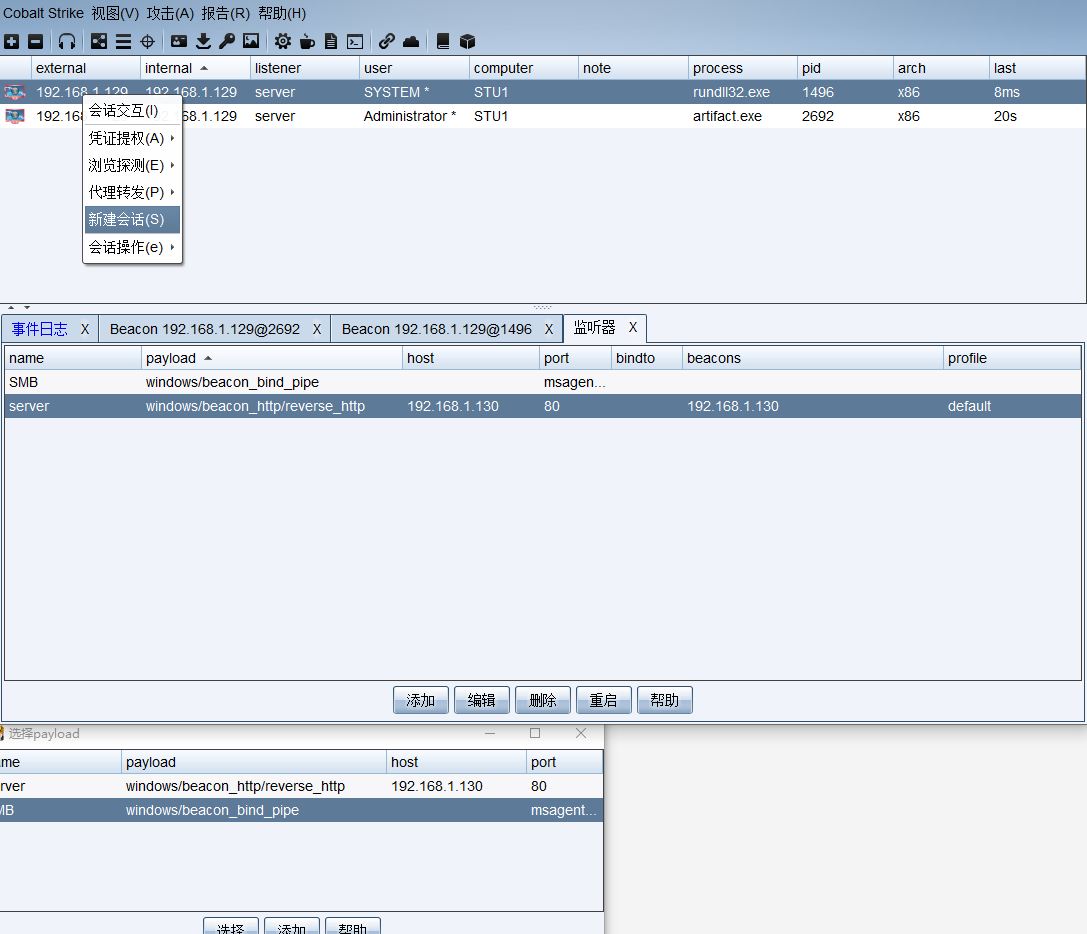 Cobalt Strike 视图(V) 攻击(A) 报告(R) 帮助(H)
external internal listener user computer note process pid arch last
192.168.1.129 192.168.1.129 server SYSTEM * STU1 rundll32.exe 1496 x86 8ms
192.16 68.1.129 server Administrator * STU1 artifact.exe 2692 x86 20s
会话交互(I)
凭证提权(A)
浏览探测(E)
代理转发(P)
新建会话(S)
会话操作(e)
事件日志 X Beacon 192.168.1.129@2692 X Beacon 192.168.1.129@1496 X 监听器 X
name payload host port bindto beacons profile
SMB windows/beacon_bind_pipe msagen...
server windows/beacon_http/reverse_http 192.168.1.130 80 192.168.1.130 default
添加 编辑 删除 重启 帮助
选择payload
me payload host port
rver windows/beacon_http/reverse_http 192.168.1.130 80
MB windows/beacon_bind_pipe msagent...
选择 添加 帮助